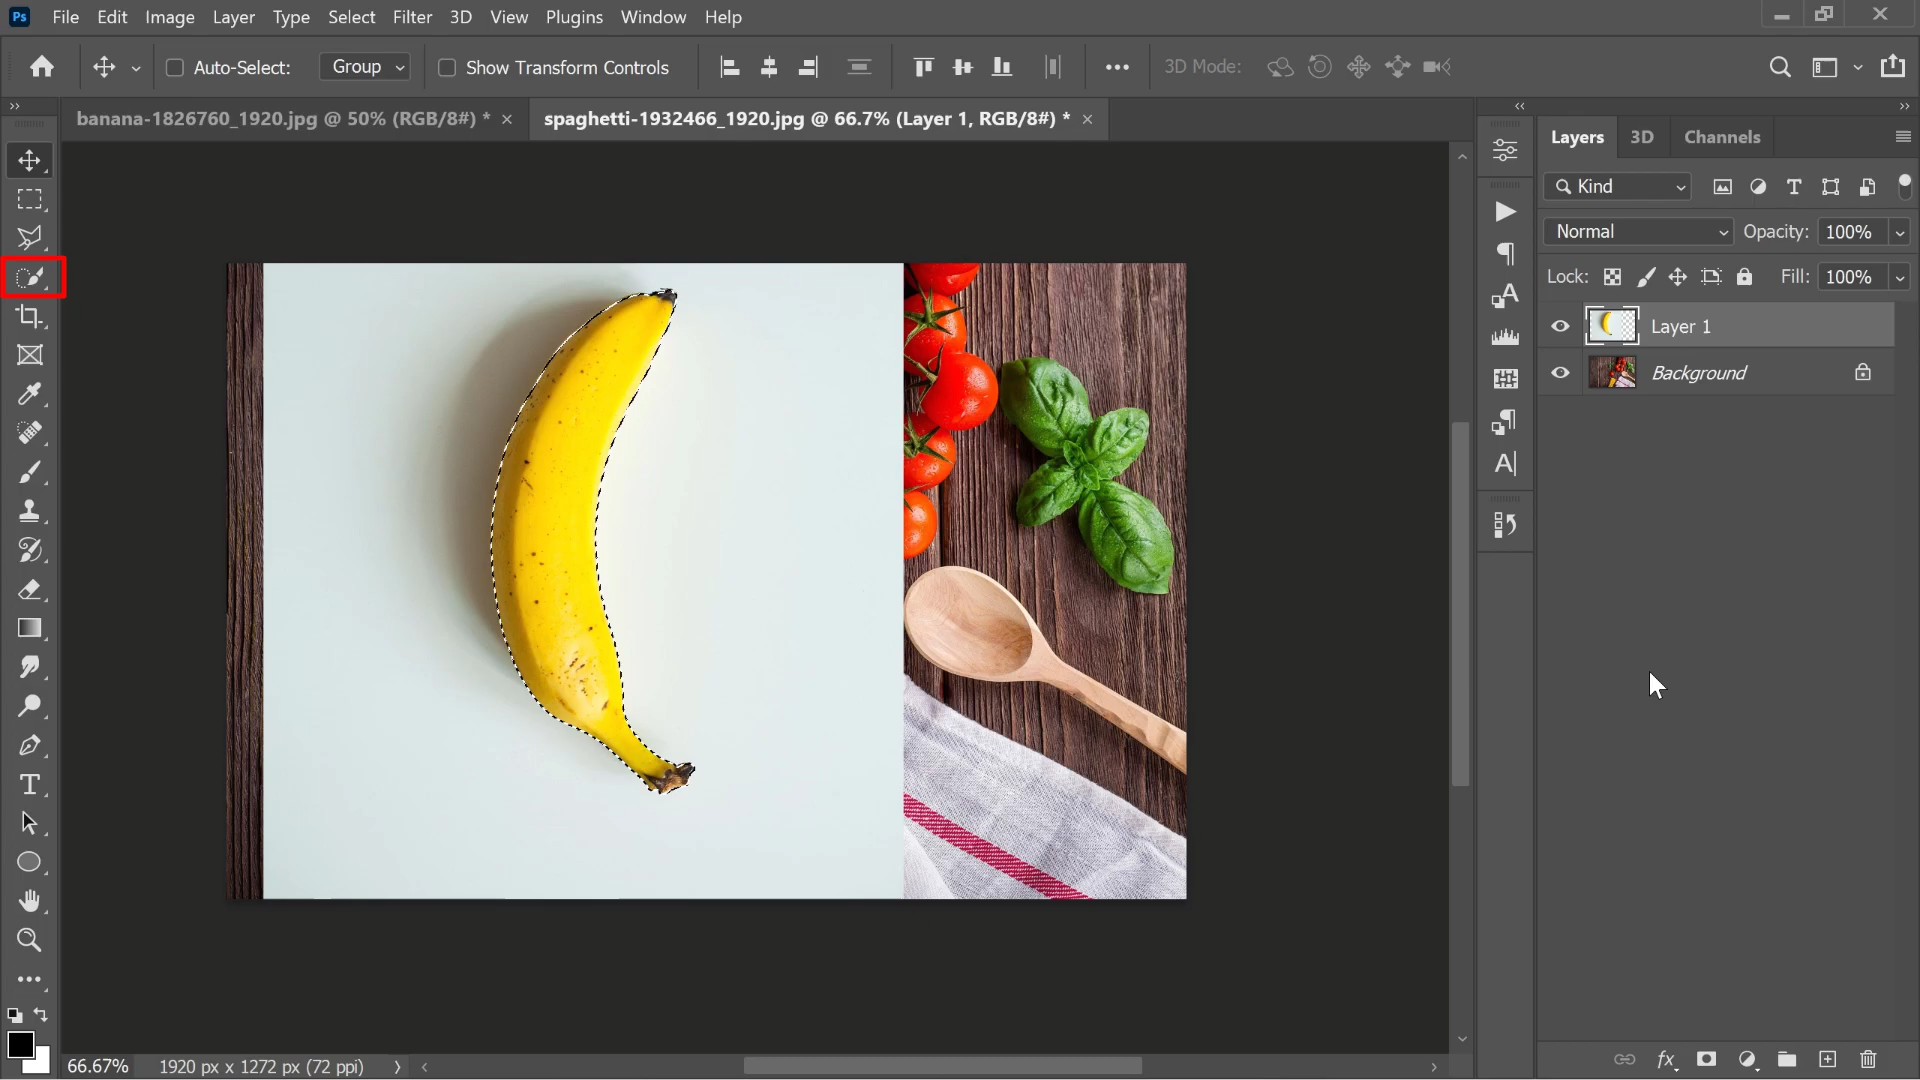 Ps File Edit Image Layer Type Select Filter 3D View Plugins Window Help
Auto-Select: Group Show Transform Controls 3D Mode:
banana-1826760_1920.jpg @ 50% (RGB/8#) * × spaghetti-1932466_1920.jpg @ 66.7% (Layer 1, RGB/8#) * ×
Layers 3D Channels
Kind
Normal Opacity: 100%
Lock: Fill: 100%
Layer 1
Background
66.67% 1920 px x 1272 px (72 ppi)